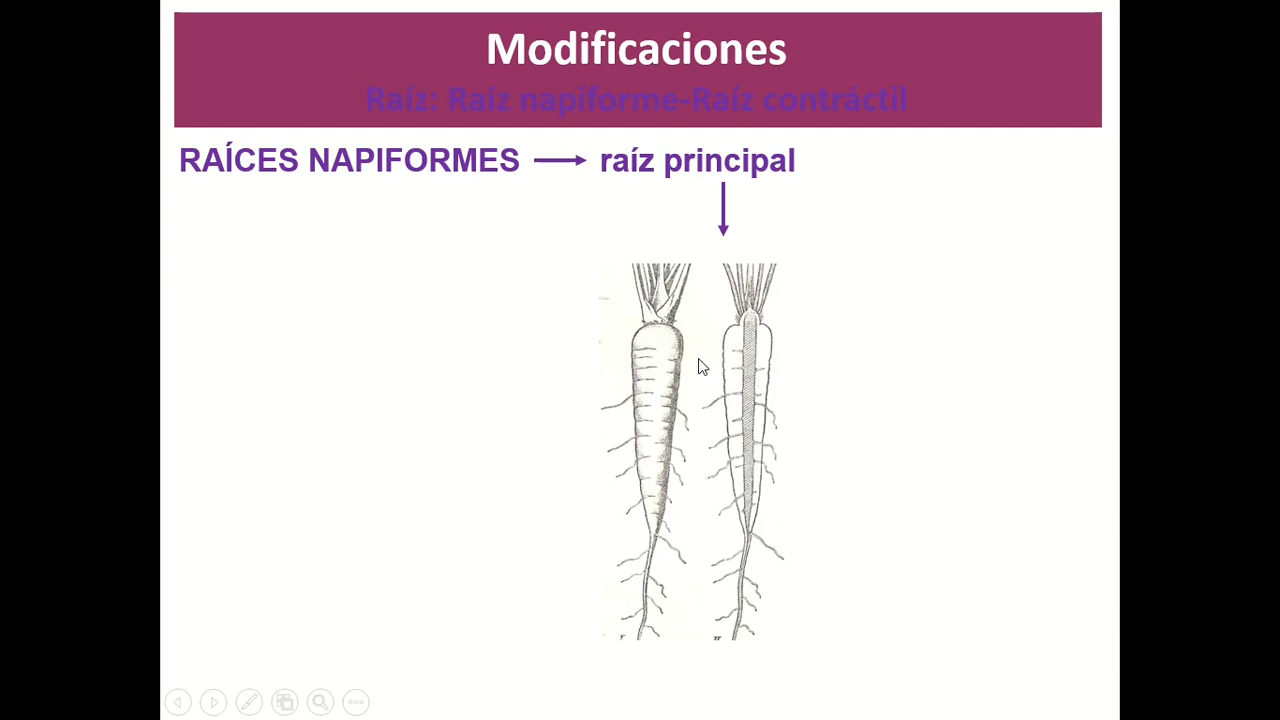 Modificaciones
Raíz: Raíz napiforme-Raíz contráctil
RAÍCES NAPIFORMES → raíz principal